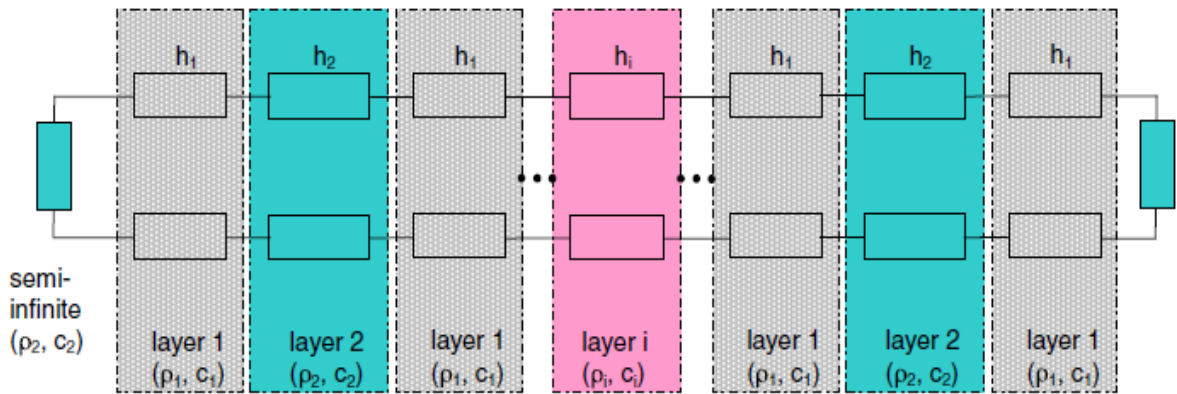 h₁ h₂ h₁ hᵢ h₁ h₂ h₁
semi-
infinite
(ρ₂, c₂)
layer 1
(ρ₁, c₁)
layer 2
(ρ₂, c₂)
layer 1
(ρ₁, c₁)
layer i
(ρᵢ, cᵢ)
layer 1
(ρ₁, c₁)
layer 2
(ρ₂, c₂)
layer 1
(ρ₁, c₁)